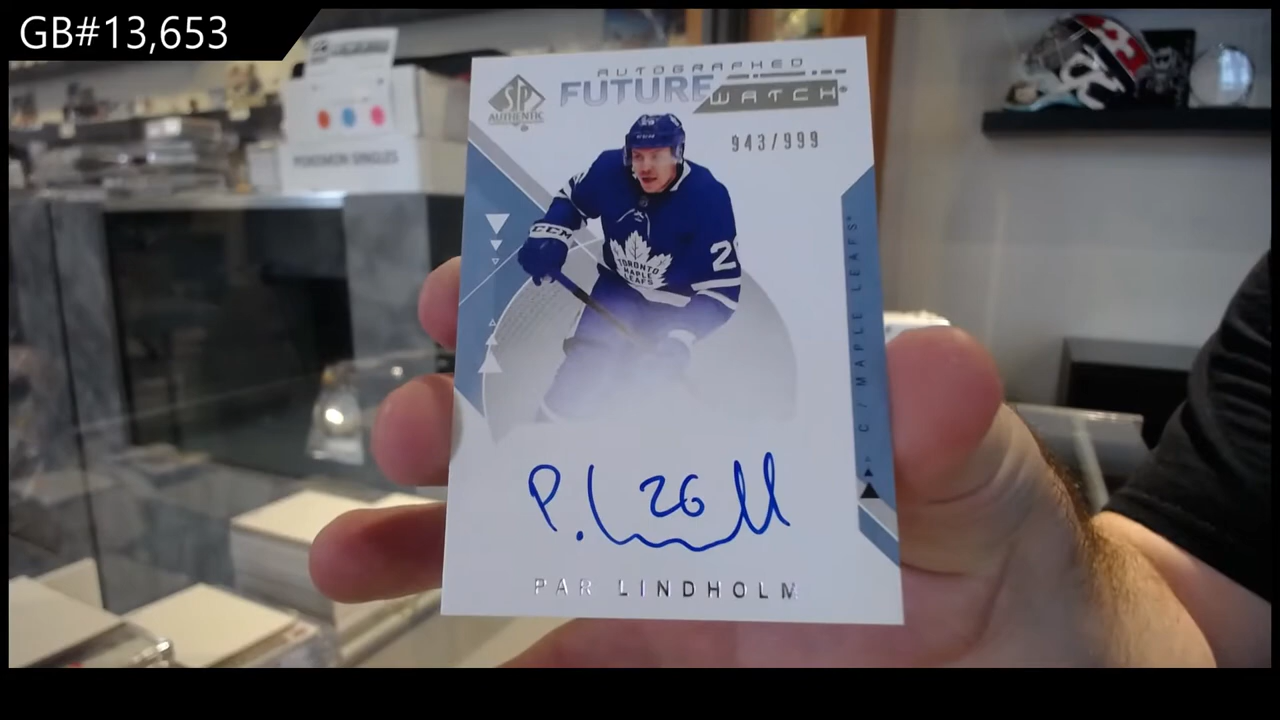 GB#13,653
POKEMON SINGLES
AUTOGRAPHED
FUTURE WATCH
SP
AUTHENTIC
943/999
CCM
CCM
TORONTO
MAPLE
LEAFS
C / MAPLE LEAFS
P. L 26
PAR LINDHOLM